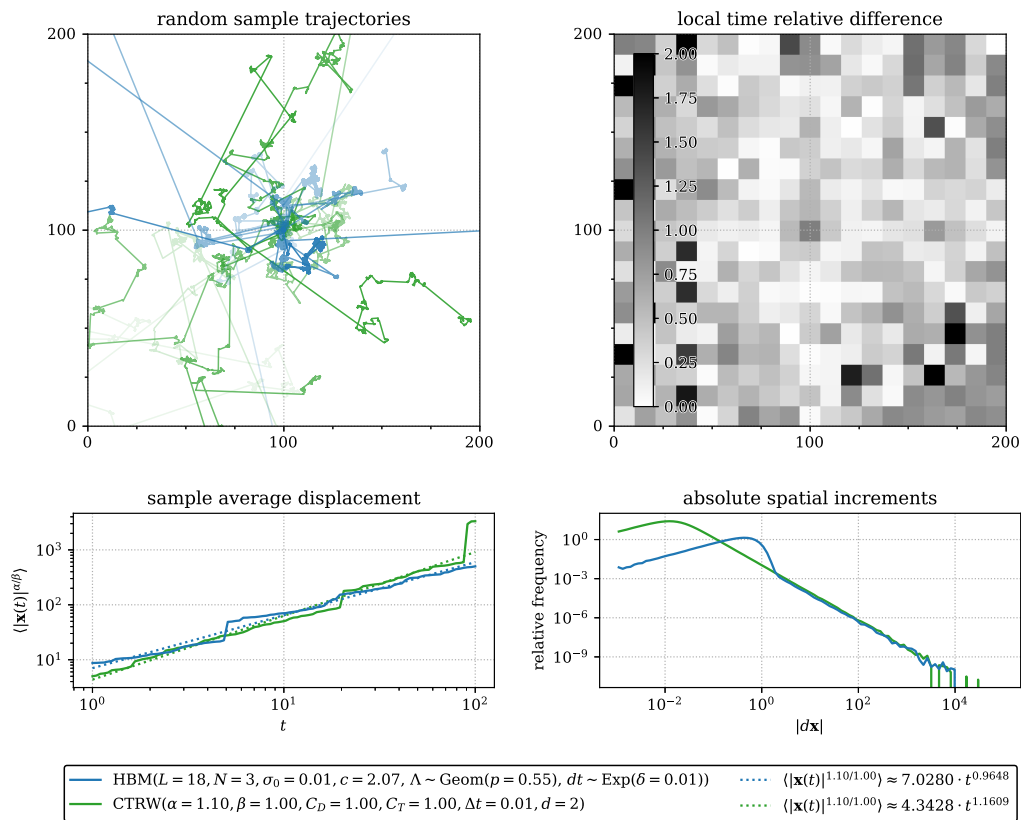 random sample trajectories
200
100
0
0
100
200
local time relative difference
200
100
0
2.00
1.75
1.50
1.25
1.00
0.75
0.50
0.25
0.00
0
100
200
sample average displacement
⟨|x(t)|^{α/β}⟩
10^3
10^2
10^1
10^0
10^1
10^2
t
absolute spatial increments
relative frequency
10^0
10^{−3}
10^{−6}
10^{−9}
10^{−2}
10^0
10^2
10^4
|dx|
HBM(L = 18, N = 3, σ_0 = 0.01, c = 2.07, Λ ~ Geom(p = 0.55), dt ~ Exp(δ = 0.01))
CTRW(α = 1.10, β = 1.00, C_D = 1.00, C_T = 1.00, Δt = 0.01, d = 2)
⟨|x(t)|^{1.10/1.00}⟩ ≈ 7.0280 · t^{0.9648}
⟨|x(t)|^{1.10/1.00}⟩ ≈ 4.3428 · t^{1.1609}